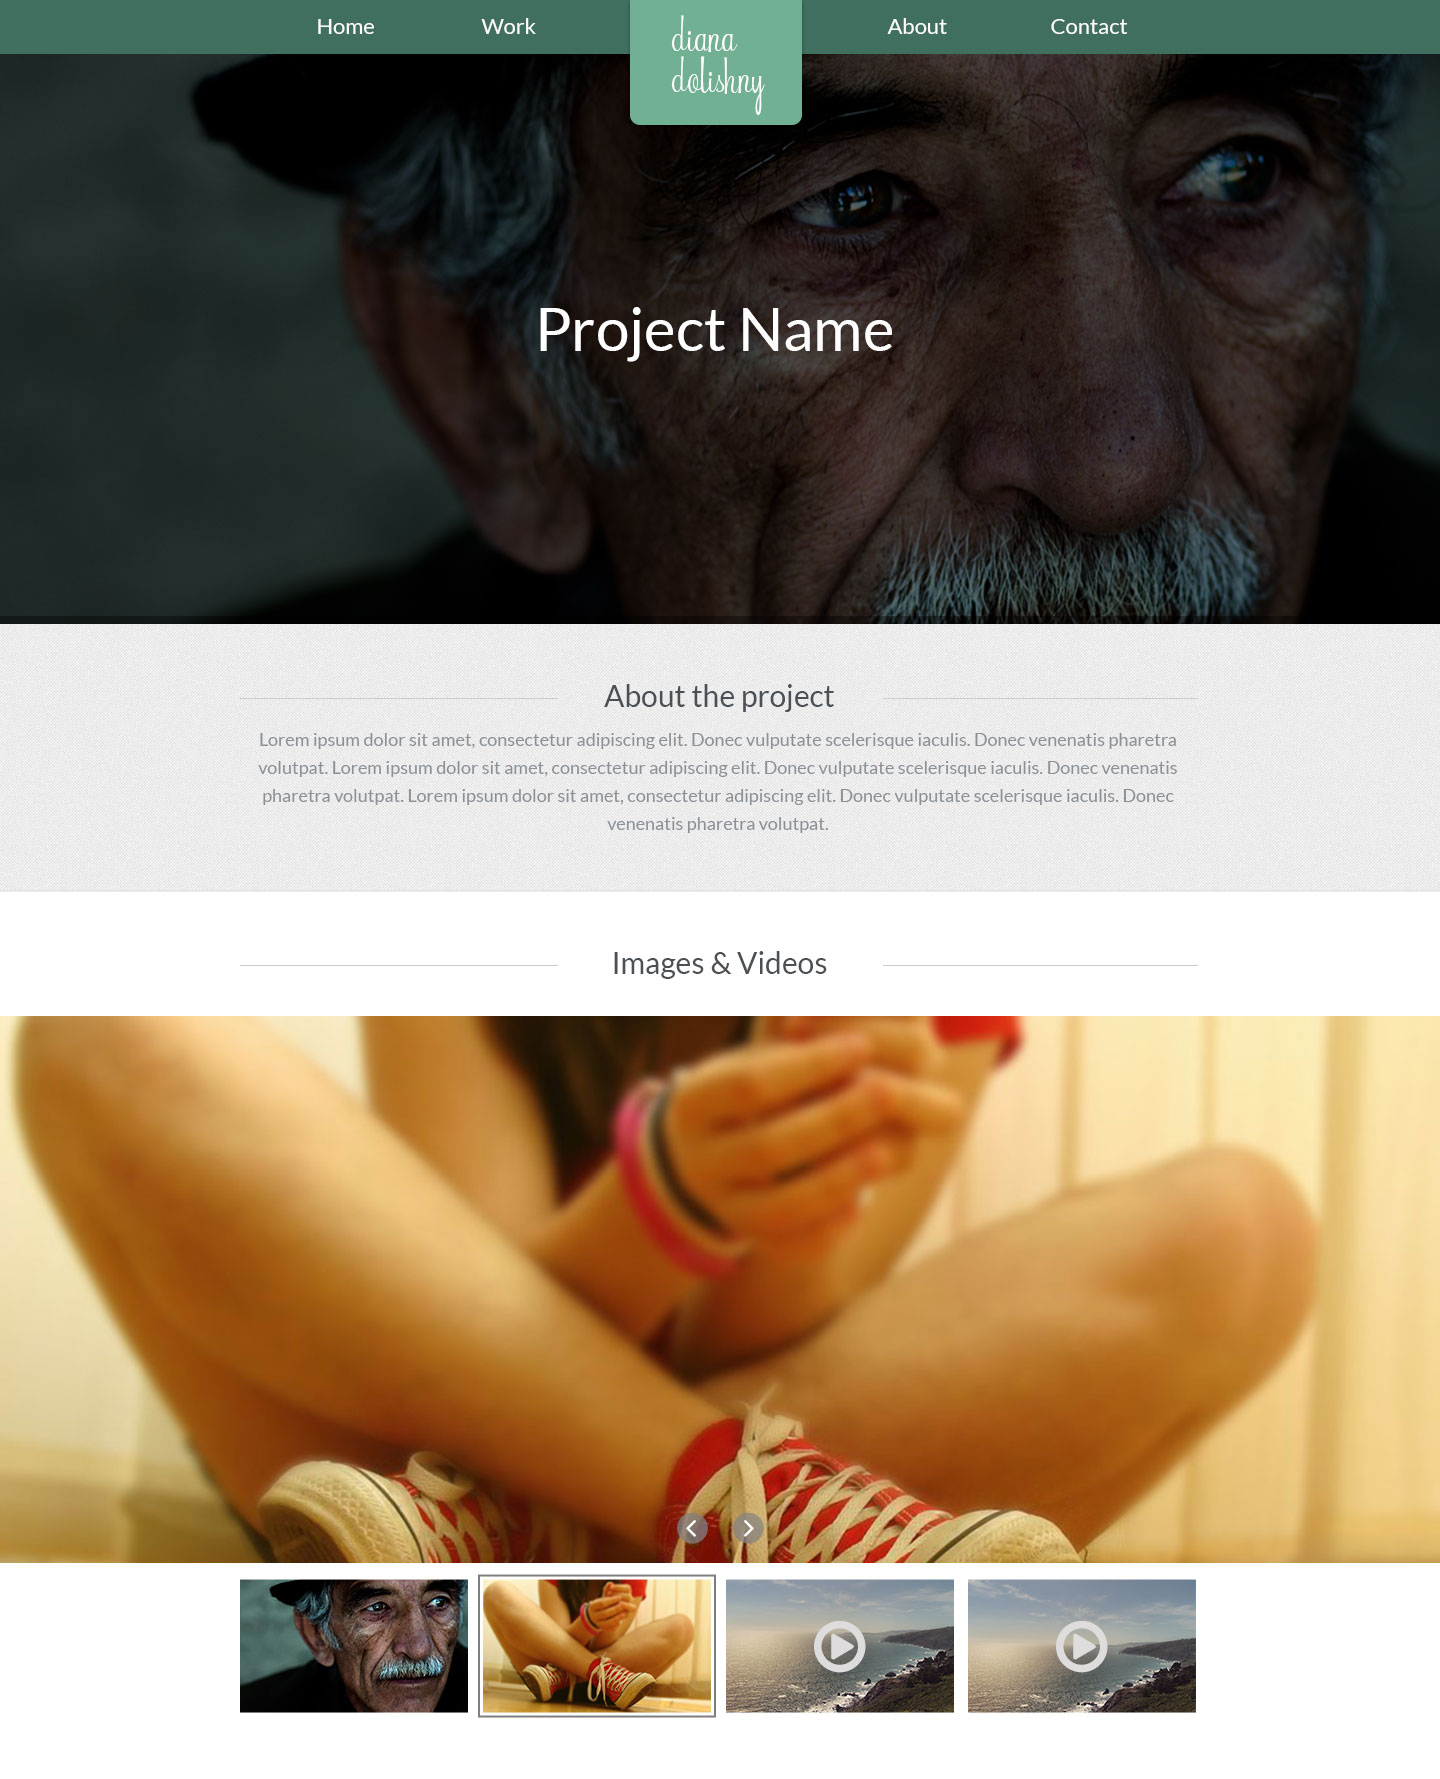 Home Work About Contact
diana
dolishny
Project Name
About the project
Lorem ipsum dolor sit amet, consectetur adipiscing elit. Donec vulputate scelerisque iaculis. Donec venenatis pharetra
volutpat. Lorem ipsum dolor sit amet, consectetur adipiscing elit. Donec vulputate scelerisque iaculis. Donec venenatis
pharetra volutpat. Lorem ipsum dolor sit amet, consectetur adipiscing elit. Donec vulputate scelerisque iaculis. Donec
venenatis pharetra volutpat.
Images & Videos